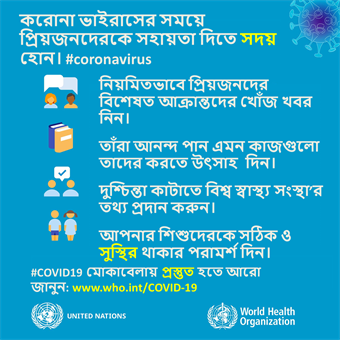 করোনা ভাইরাসের সময়ে
প্রিয়জনদেরকে সহায়তা দিতে সদয়
হোন। #coronavirus
নিয়মিতভাবে প্রিয়জনদের
বিশেষত আক্রান্তদের খোঁজ খবর
নিন।
তাঁরা আনন্দ পান এমন কাজগুলো
তাদের করতে উৎসাহ দিন।
দুশ্চিন্তা কাটাতে বিশ্ব স্বাস্থ্য সংস্থা'র
তথ্য প্রদান করুন।
আপনার শিশুদেরকে সঠিক ও
সুস্থির থাকার পরামর্শ দিন।
#COVID19 মোকাবেলায় প্রস্তুত হতে আরো
জানুন: www.who.int/COVID-19
UNITED NATIONS
World Health
Organization